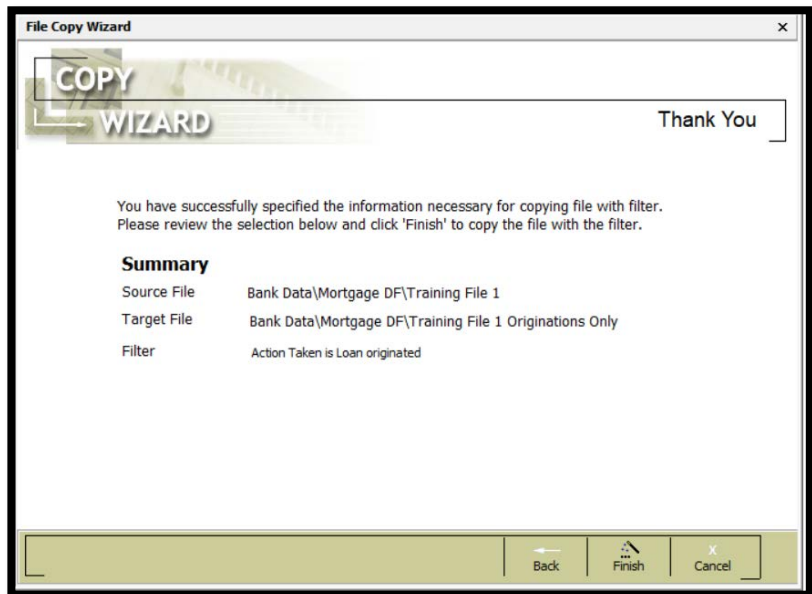 File Copy Wizard
x
COPY
WIZARD
Thank You
You have successfully specified the information necessary for copying file with filter.
Please review the selection below and click 'Finish' to copy the file with the filter.
Summary
Source File Bank Data\Mortgage DF\Training File 1
Target File Bank Data\Mortgage DF\Training File 1 Originations Only
Filter Action Taken is Loan originated
x
Back Finish Cancel